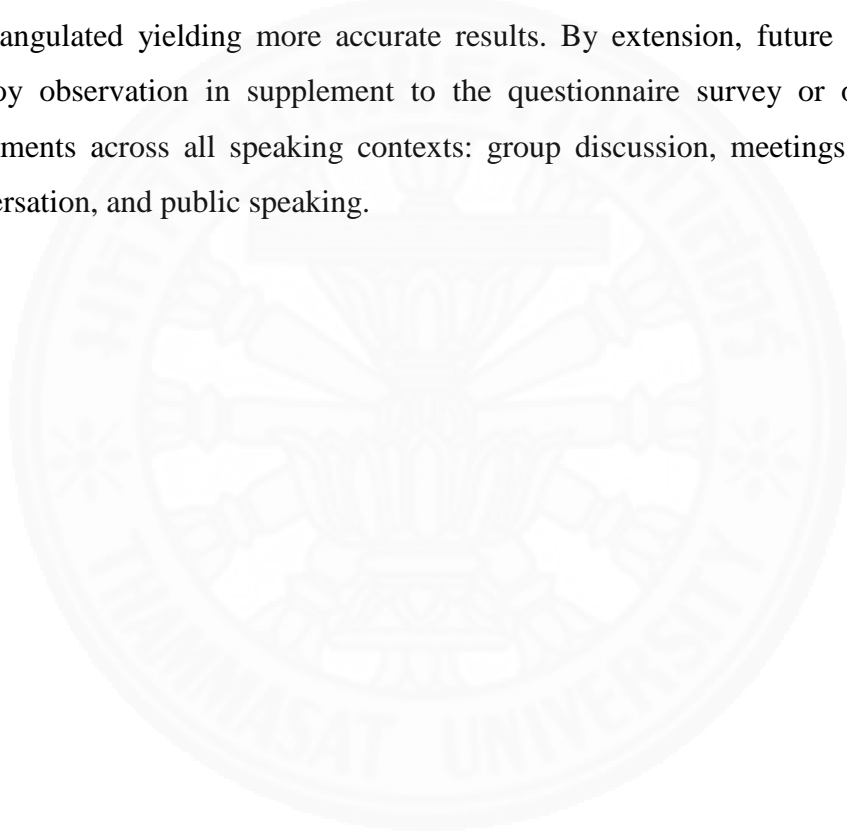 angulated yielding more accurate results. By extension, future
oy observation in supplement to the questionnaire survey or
ments across all speaking contexts: group discussion, meetings
ersation, and public speaking.
THAMMASAT UNIVERSITY